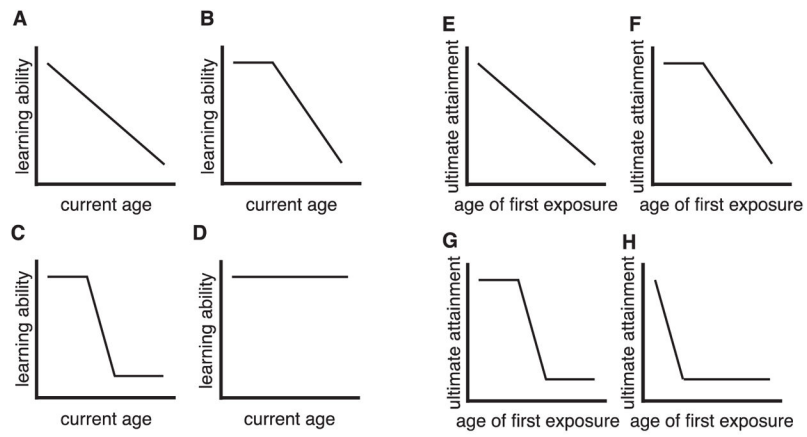 A
learning ability
current age
B
learning ability
current age
E
ultimate attainment
age of first exposure
F
ultimate attainment
age of first exposure
C
learning ability
current age
D
learning ability
current age
G
ultimate attainment
age of first exposure
H
ultimate attainment
age of first exposure